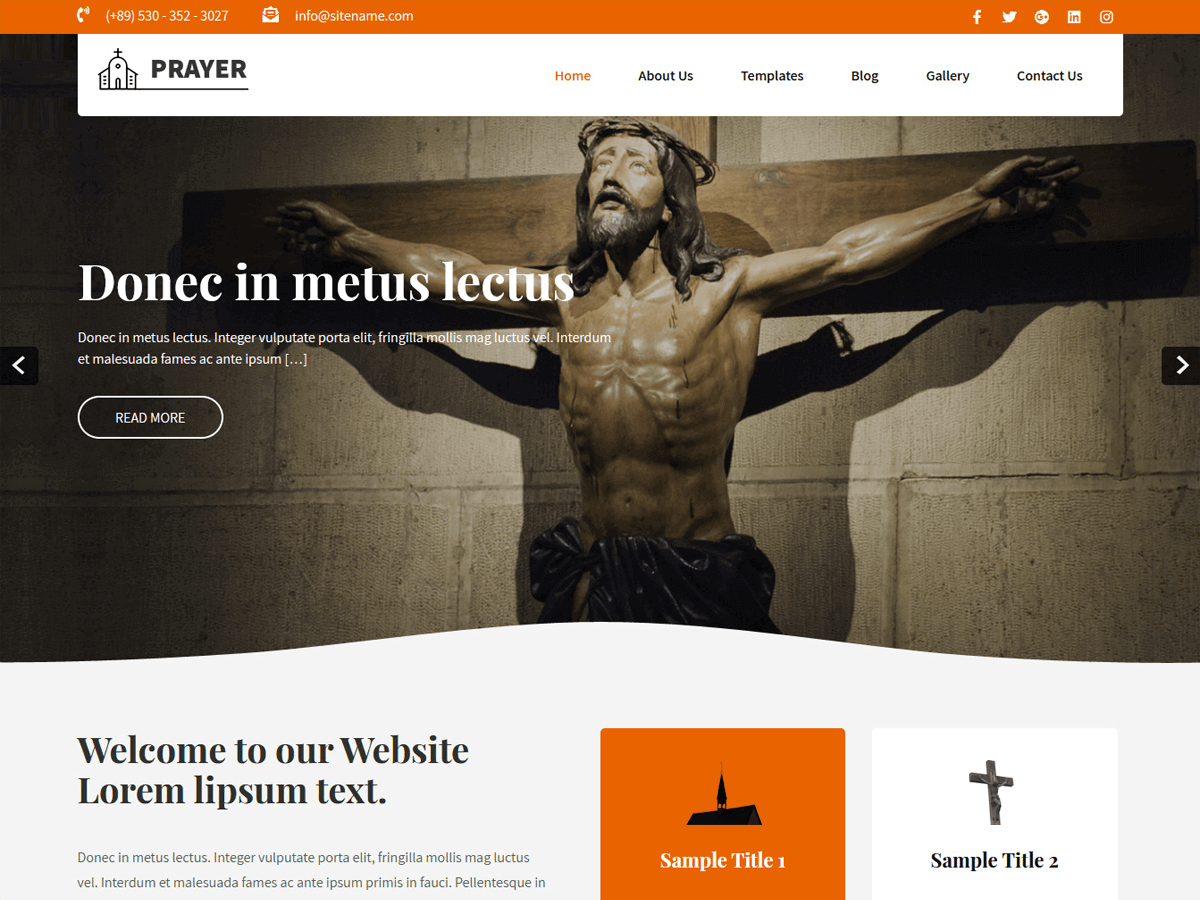 (+89) 530 - 352 - 3027
info@sitename.com
PRAYER
Home
About Us
Templates
Blog
Gallery
Contact Us
Donec in metus lectus
Donec in metus lectus. Integer vulputate porta elit, fringilla mollis mag luctus vel. Interdum
et malesuada fames ac ante ipsum […]
READ MORE
Welcome to our Website
Lorem lipsum text.
Donec in metus lectus. Integer vulputate porta elit, fringilla mollis mag luctus
vel. Interdum et malesuada fames ac ante ipsum primis in fauci. Pellentesque in
Sample Title 1
Sample Title 2